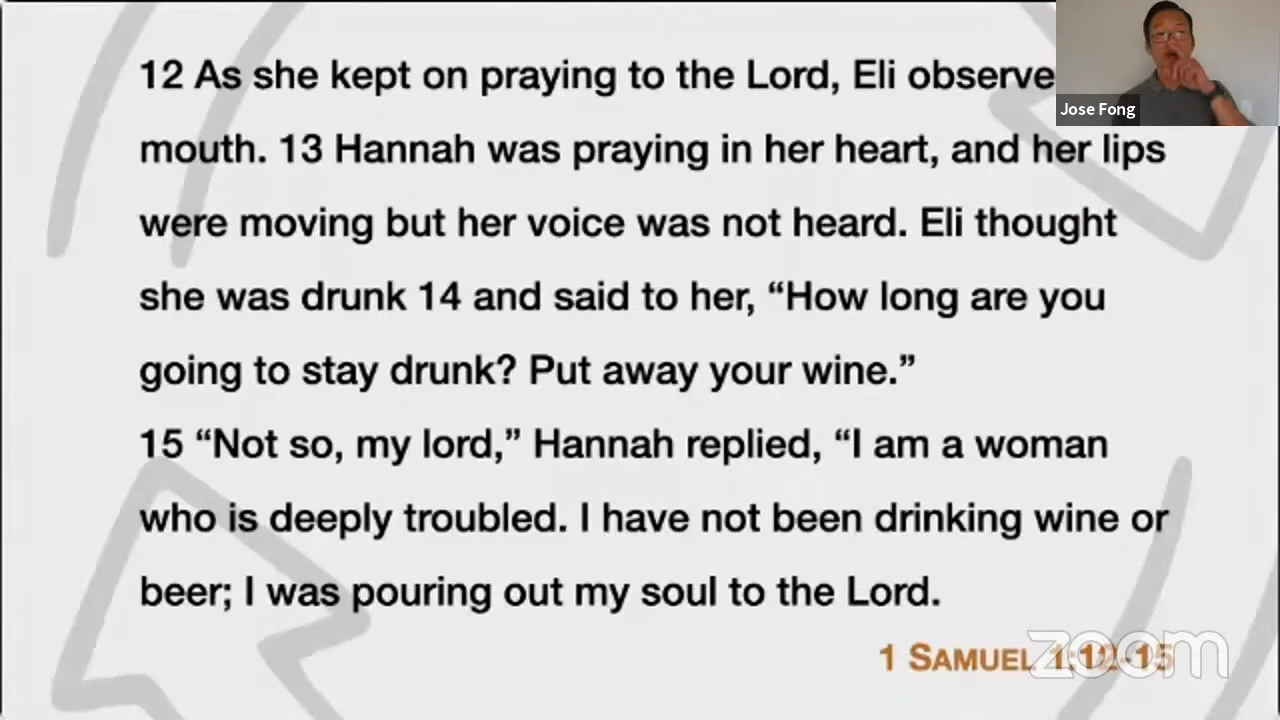 12 As she kept on praying to the Lord, Eli observe
mouth. 13 Hannah was praying in her heart, and her lips
were moving but her voice was not heard. Eli thought
she was drunk 14 and said to her, “How long are you
going to stay drunk? Put away your wine.”
15 “Not so, my lord,” Hannah replied, “I am a woman
who is deeply troubled. I have not been drinking wine or
beer; I was pouring out my soul to the Lord.
1 SAMUEL 1:12-15
Jose Fong
zoom